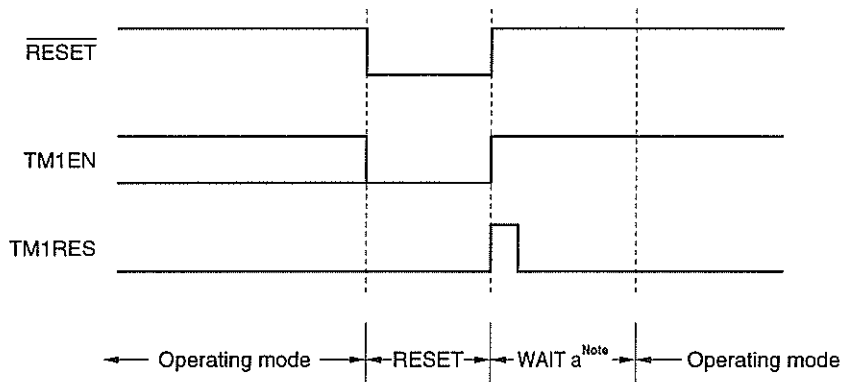 RESET
TM1EN
TM1RES
Operating mode RESET WAIT a Note Operating mode